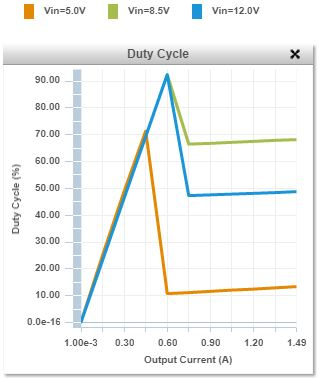 Vin=5.0V Vin=8.5V Vin=12.0V
Duty Cycle
90.00
80.00
70.00
60.00
50.00
40.00
30.00
20.00
10.00
0.0e-16
Duty Cycle (%)
1.00e-3 0.30 0.60 0.90 1.20 1.49
Output Current (A)